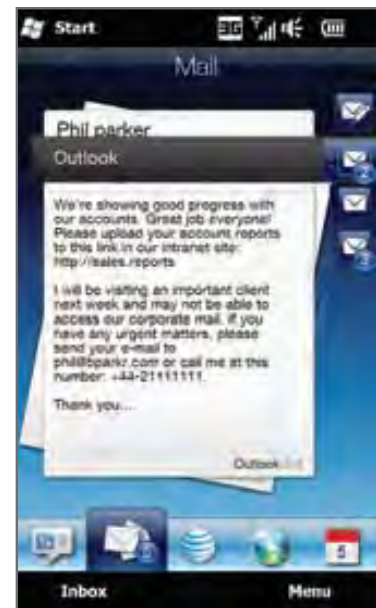 Start
Mail
Phil parker
Outlook
We're showing good progress with
our accounts. Great job everyone!
Please upload your account reports
to this link in our intranet site:
http://sales.reports
I will be visiting an important client
next week and may not be able to
access our corporate mail. If you
have any urgent matters, please
send your e-mail to
phil@bparkr.com or call me at this
number: +44-21111111.
Thank you...
Outlook
5
Inbox
Menu